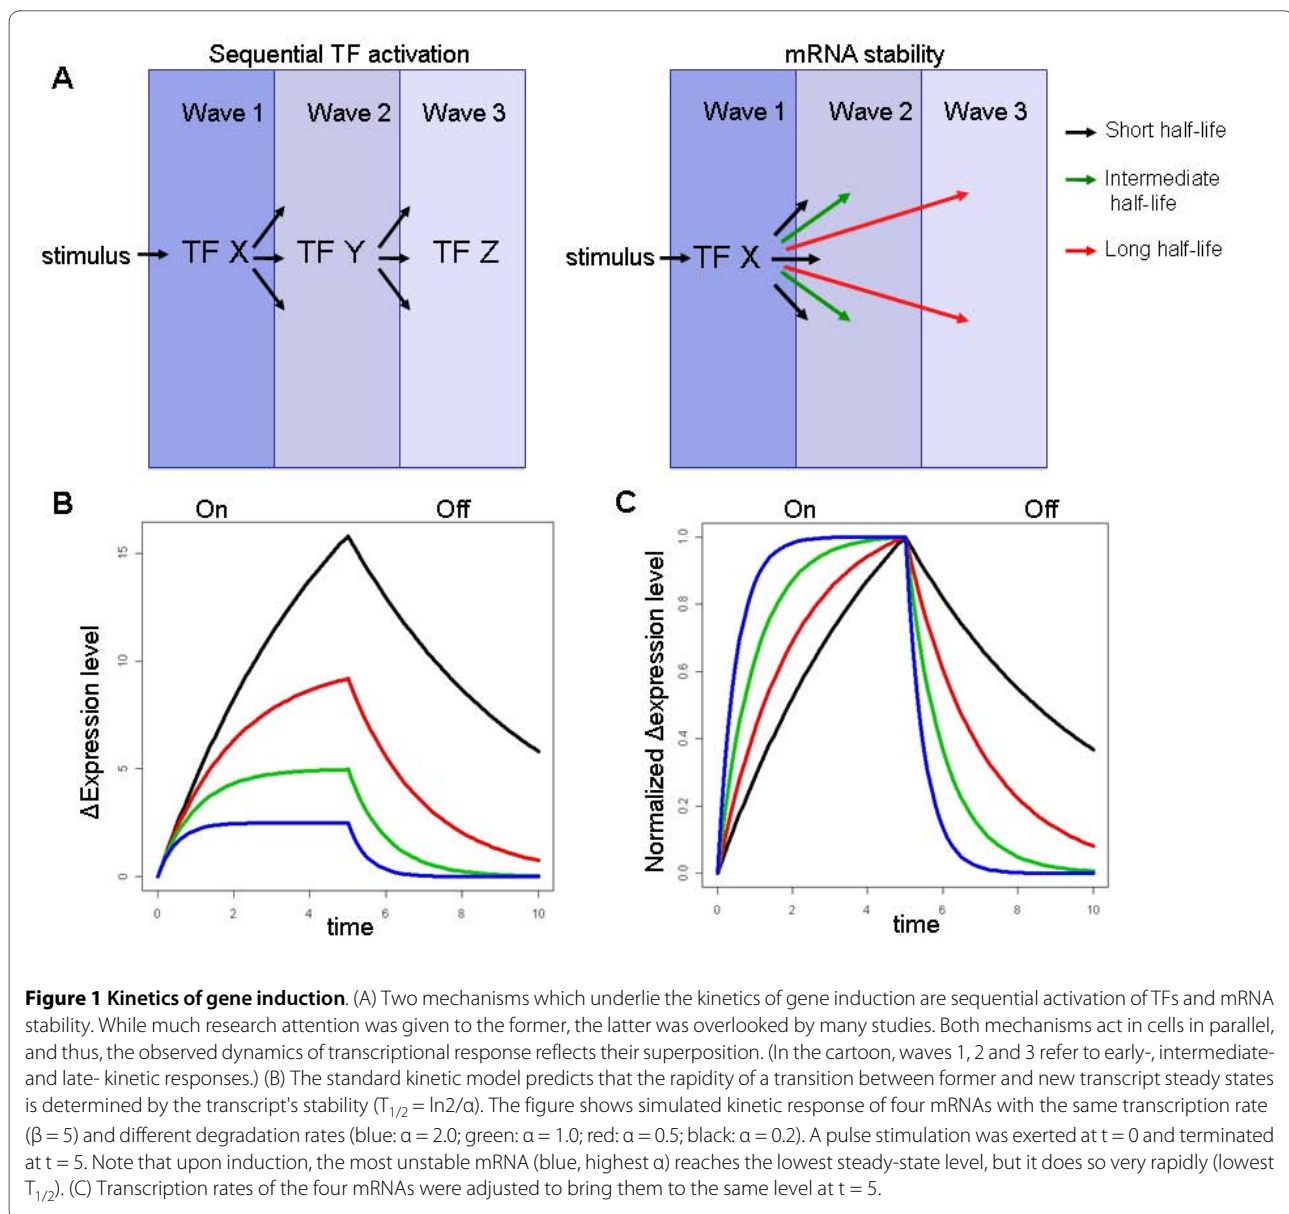 Sequential TF activation
mRNA stability
A
Wave 1
Wave 2
Wave 3
Wave 1
Wave 2
Wave 3
Short half-life
Intermediate
half-life
Long half-life
stimulus
TF X
TF Y
TF Z
stimulus
TF X
B
On
Off
ΔExpression level
15
10
5
0
0
2
4
6
8
10
time
C
On
Off
Normalized Δexpression level
1.0
0.8
0.6
0.4
0.2
0.0
0
2
4
6
8
10
time
Figure 1 Kinetics of gene induction. (A) Two mechanisms which underlie the kinetics of gene induction are sequential activation of TFs and mRNA
stability. While much research attention was given to the former, the latter was overlooked by many studies. Both mechanisms act in cells in parallel,
and thus, the observed dynamics of transcriptional response reflects their superposition. (In the cartoon, waves 1, 2 and 3 refer to early-, intermediate-
and late- kinetic responses.) (B) The standard kinetic model predicts that the rapidity of a transition between former and new transcript steady states
is determined by the transcript's stability (T1/2 = ln2/α). The figure shows simulated kinetic response of four mRNAs with the same transcription rate
(β = 5) and different degradation rates (blue: α = 2.0; green: α = 1.0; red: α = 0.5; black: α = 0.2). A pulse stimulation was exerted at t = 0 and terminated
at t = 5. Note that upon induction, the most unstable mRNA (blue, highest α) reaches the lowest steady-state level, but it does so very rapidly (lowest
T1/2). (C) Transcription rates of the four mRNAs were adjusted to bring them to the same level at t = 5.